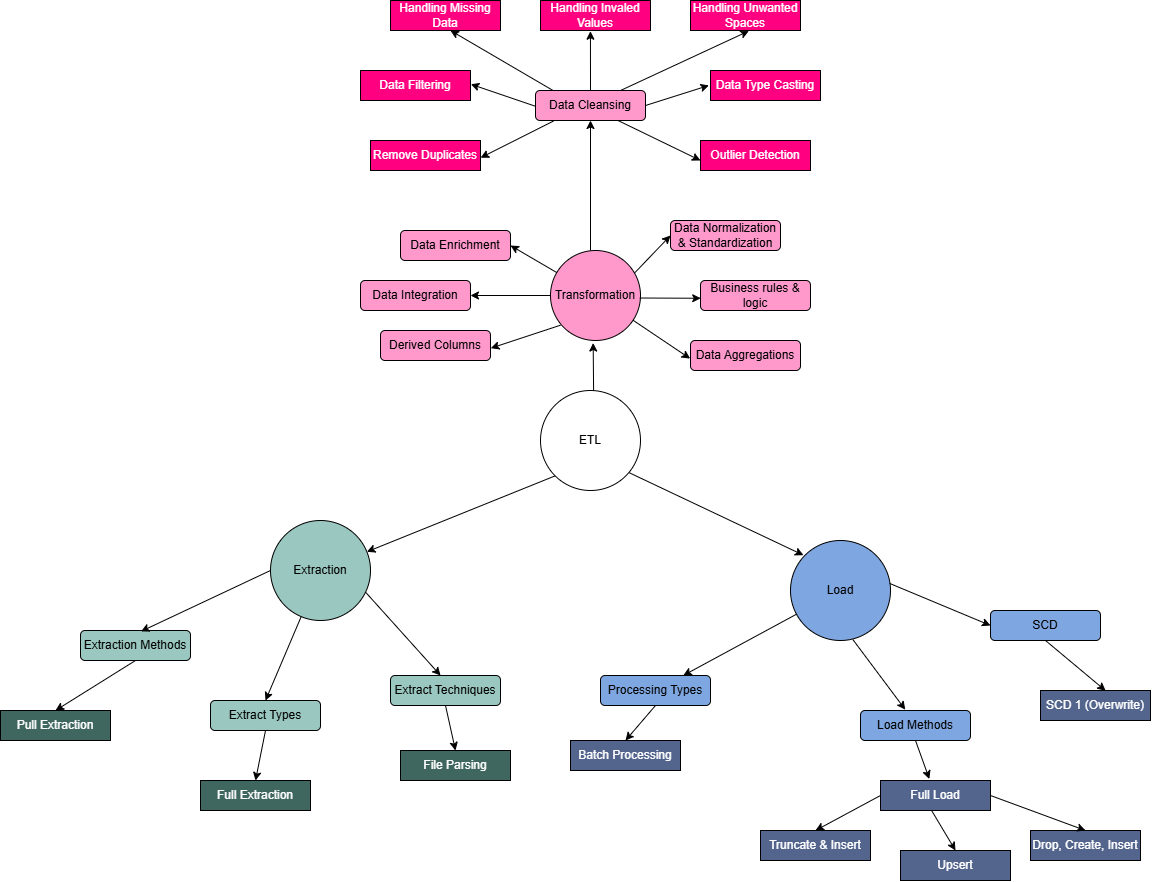 Handling Missing
Data
Handling Invaled
Values
Handling Unwanted
Spaces
Data Filtering
Data Type Casting
Data Cleansing
Remove Duplicates
Outlier Detection
Data Enrichment
Data Normalization
& Standardization
Data Integration
Transformation
Business rules &
logic
Derived Columns
Data Aggregations
ETL
Extraction
Load
Extraction Methods
SCD
Extract Types
Extract Techniques
Processing Types
Load Methods
SCD 1 (Overwrite)
Pull Extraction
Full Extraction
File Parsing
Batch Processing
Full Load
Truncate & Insert
Upsert
Drop, Create, Insert